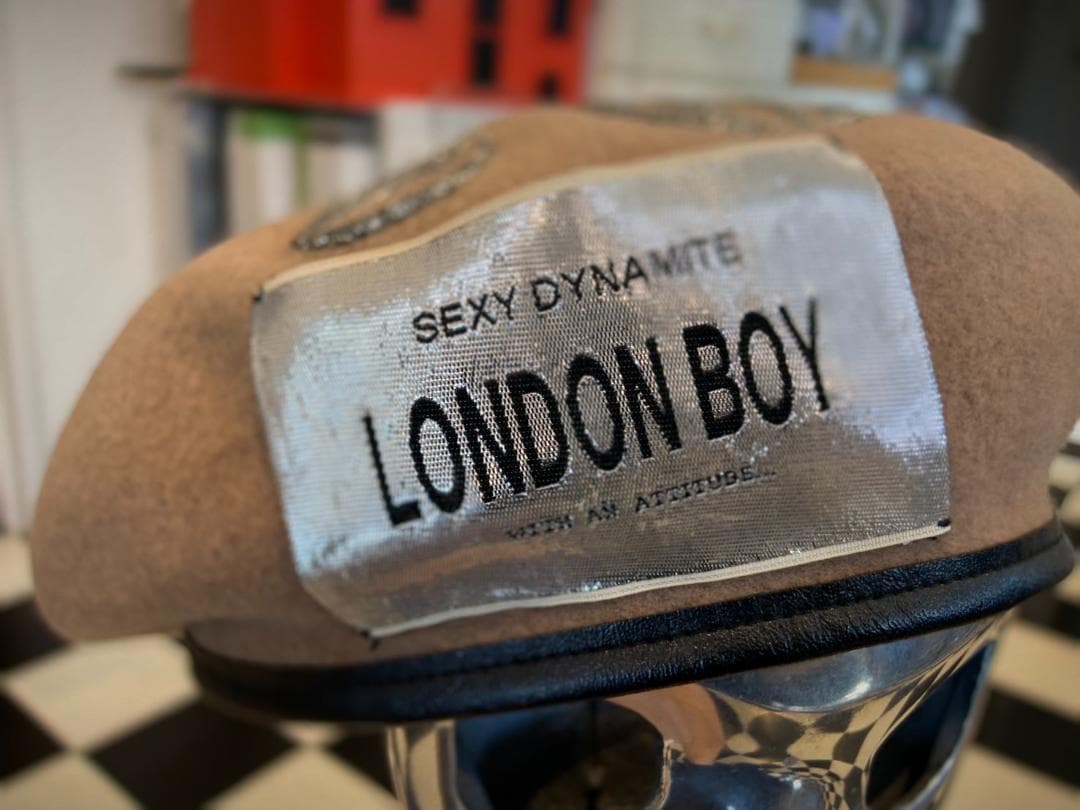 SEXY DYNAMITE
LONDON BOY
WITH AN ATTITUDE...